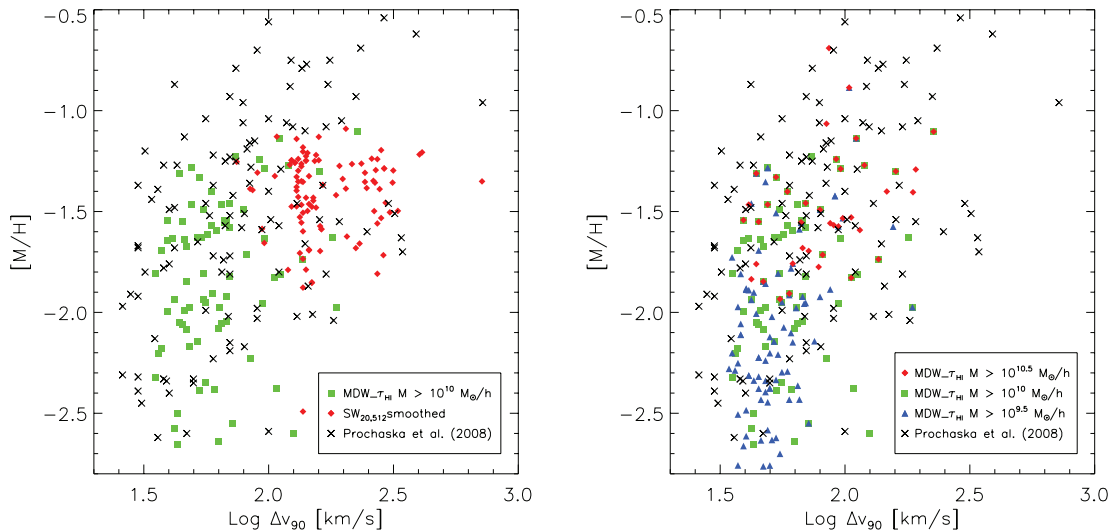 −0.5
−1.0
−1.5
−2.0
−2.5
[M/H]
MDW_τHI M > 10^10 M☉/h
SW20,512smoothed
Prochaska et al. (2008)
1.5 2.0 2.5 3.0
Log Δv90 [km/s]
−0.5
−1.0
−1.5
−2.0
−2.5
[M/H]
MDW_τHI M > 10^10.5 M☉/h
MDW_τHI M > 10^10 M☉/h
MDW_τHI M > 10^9.5 M☉/h
Prochaska et al. (2008)
1.5 2.0 2.5 3.0
Log Δv90 [km/s]